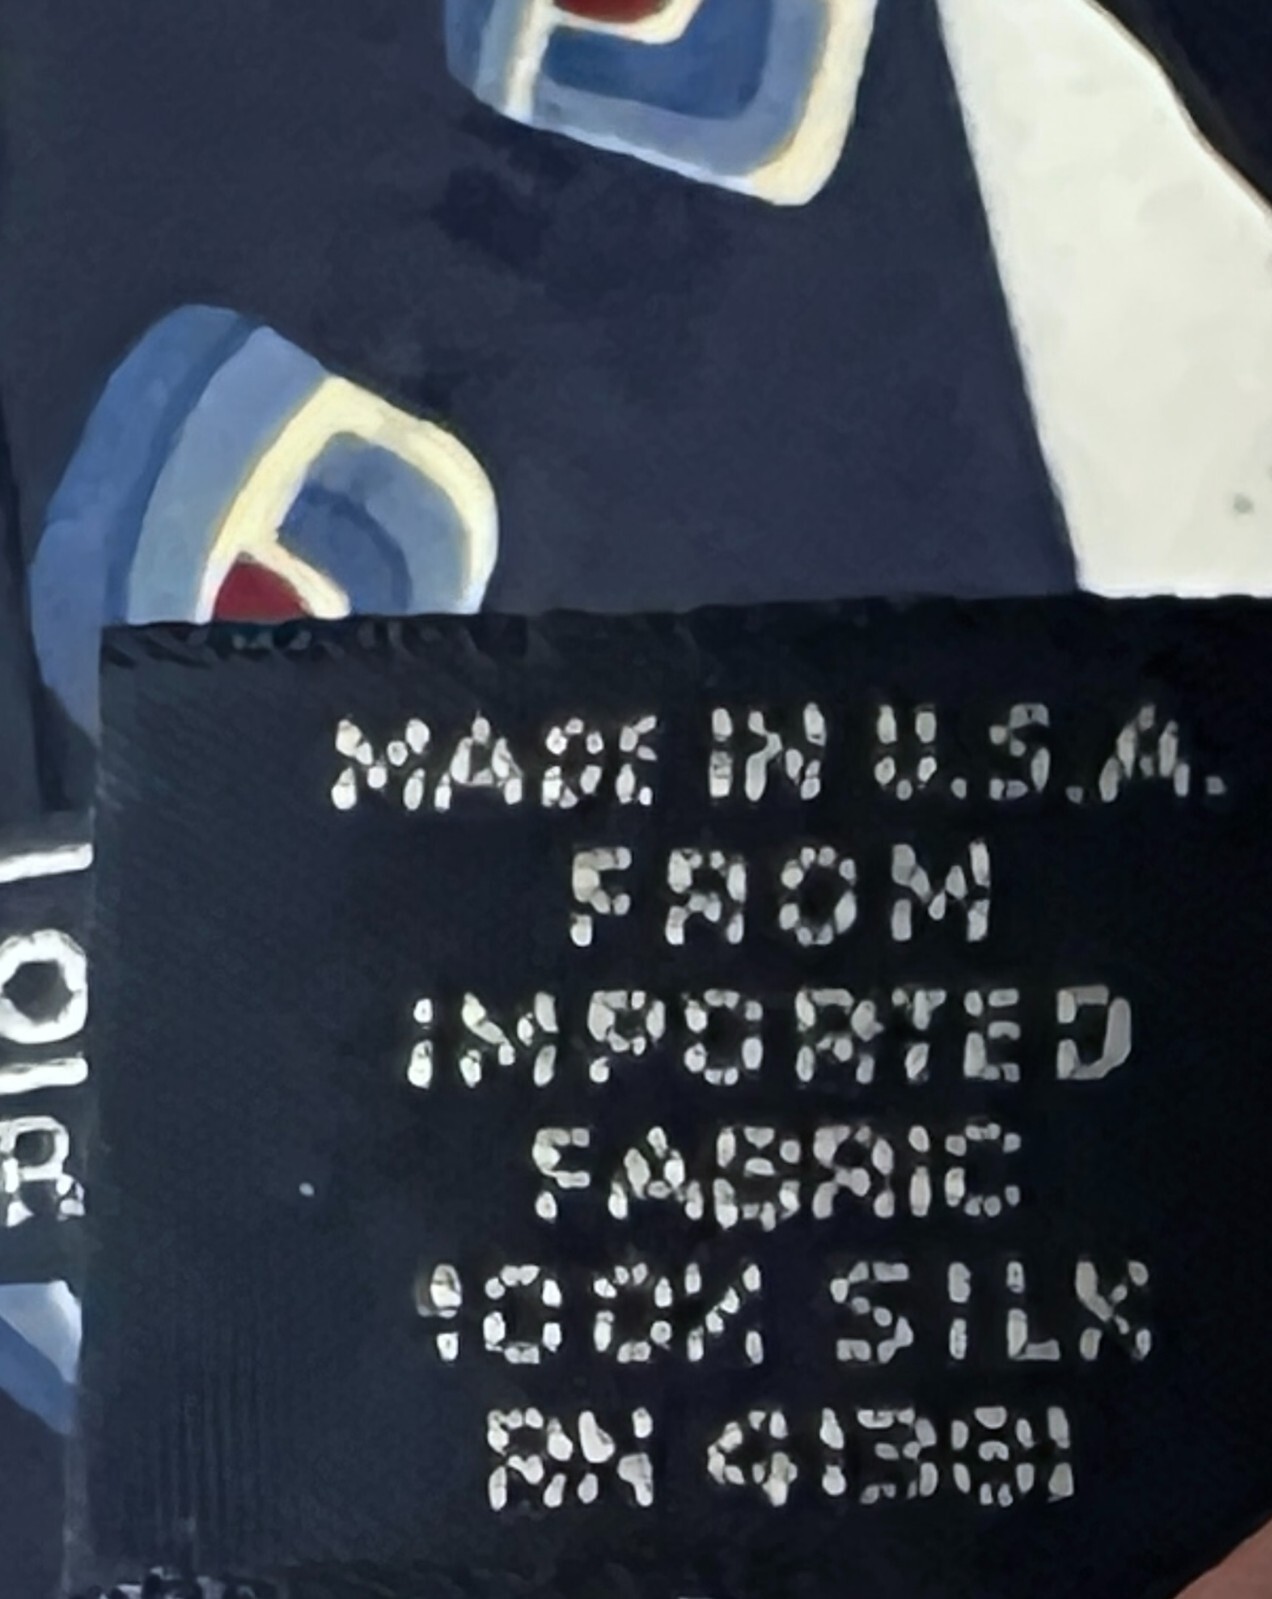 MADE IN U.S.A.
FROM
IMPORTED
FABRIC
100% SILK
RN 41381